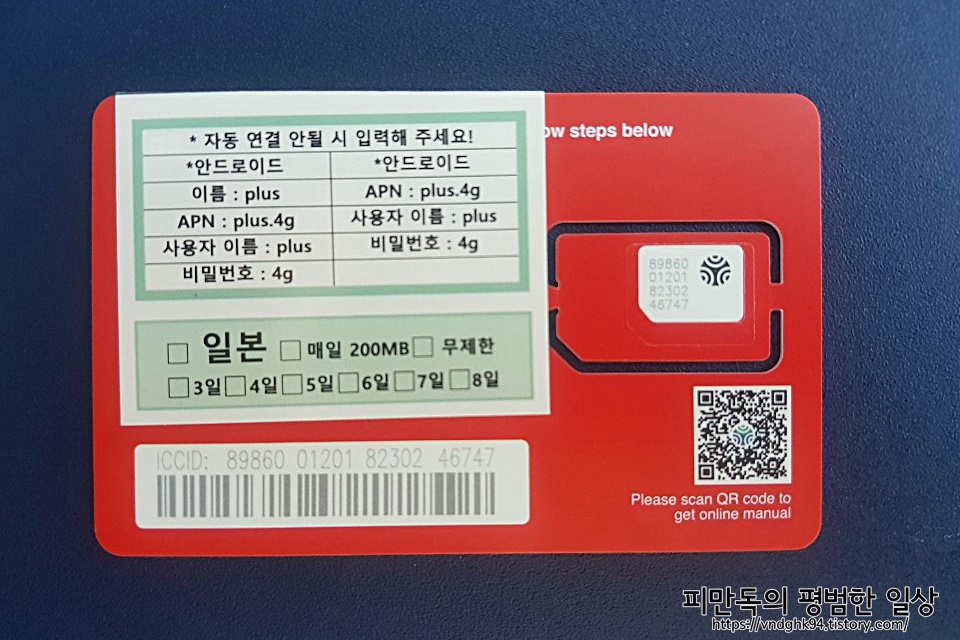 * 자동 연결 안될 시 입력해 주세요!
*안드로이드 *안드로이드
이름 : plus APN : plus.4g
APN : plus.4g 사용자 이름 : plus
사용자 이름 : plus 비밀번호 : 4g
비밀번호 : 4g
일본 매일 200MB 무제한
3일 4일 5일 6일 7일 8일
steps below
89860
01201
82302
46747
ICCID: 89860 01201 82302 46747
Please scan QR code to
get online manual
피만독의 평범한 일상
https://vndghk94.tistory.com/